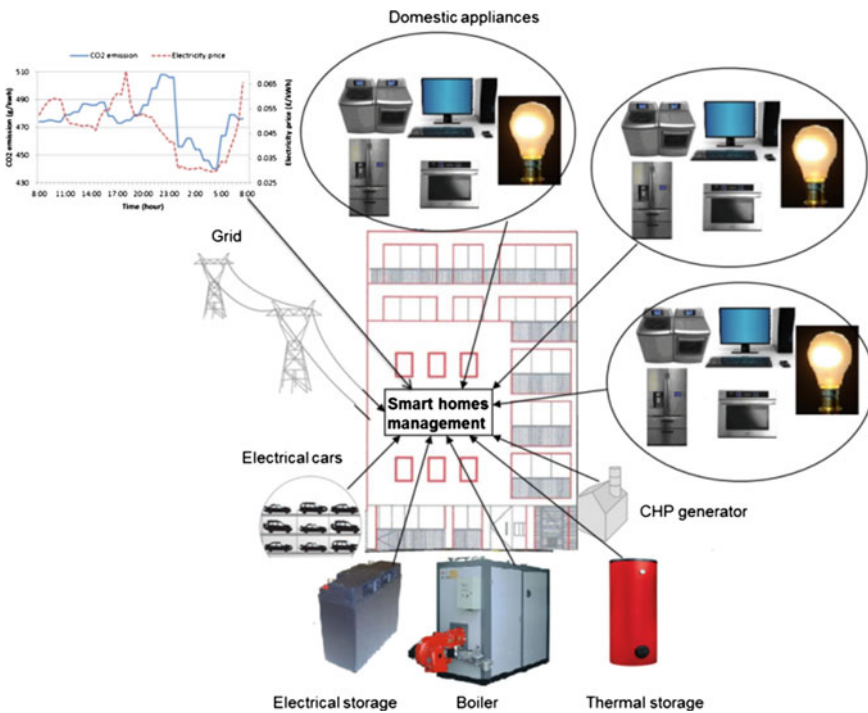 Domestic appliances
CO2 emission
Electricity price
CO2 emission (g/kwh)
510
490
470
450
430
0.065
0.055
0.045
0.035
0.025
Electricity price (£/kWh)
8:00 11:00 14:00 17:00 20:00 23:00 2:00 5:00 8:00
Time (hour)
Grid
Smart homes
management
Electrical cars
CHP generator
Electrical storage
Boiler
Thermal storage